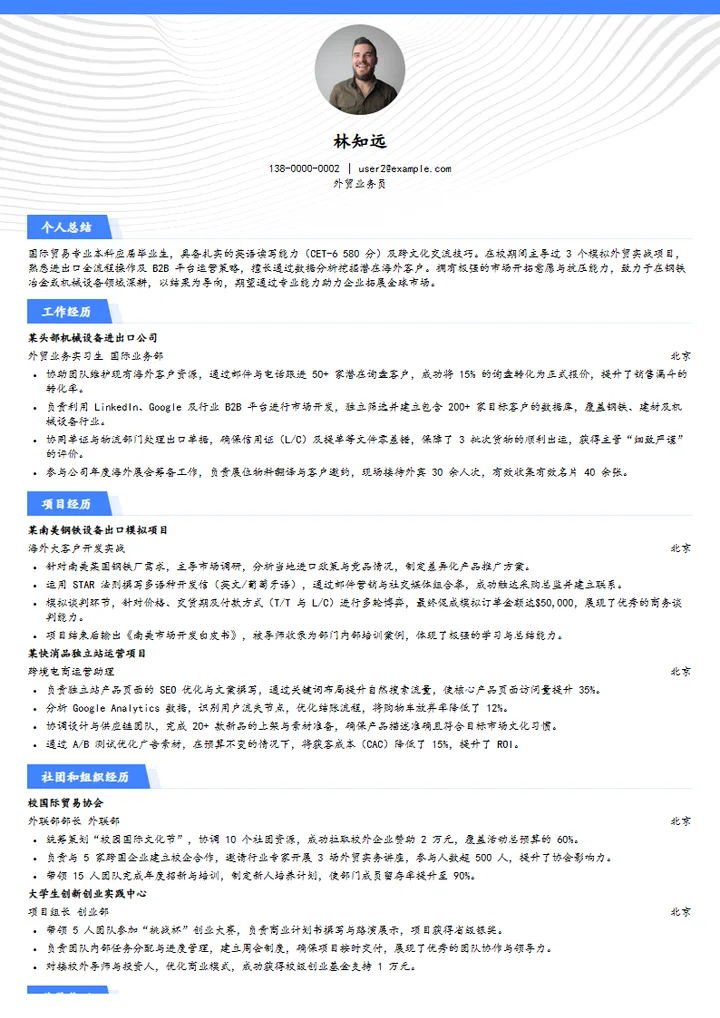 林知远
138-0000-0002 | user2@example.com
外贸业务员
个人总结
国际贸易专业本科应届毕业生，具备扎实的英语读写能力（CET-6 580 分）及跨文化交流技巧。在校期间主导过 3 个模拟外贸实战项目，
熟悉进出口全流程操作及 B2B 平台运营策略，擅长通过数据分析挖掘潜在海外客户。拥有极强的市场开拓意愿与抗压能力，致力于在钢铁
冶金或机械设备领域深耕，以结果为导向，期望通过专业能力助力企业拓展全球市场。
工作经历
某头部机械设备进出口公司
外贸业务实习生 国际业务部 北京
• 协助团队维护现有海外客户资源，通过邮件与电话跟进 50+ 家潜在询盘客户，成功将 15% 的询盘转化为正式报价，提升了销售漏斗的
转化率。
• 负责利用 LinkedIn、Google 及行业 B2B 平台进行市场开发，独立筛选并建立包含 200+ 家目标客户的数据库，覆盖钢铁、建材及机
械设备行业。
• 协同单证与物流部门处理出口单据，确保信用证（L/C）及提单等文件零差错，保障了 3 批次货物的顺利出运，获得主管“细致严谨”
的评价。
• 参与公司年度海外展会筹备工作，负责展位物料翻译与客户邀约，现场接待外宾 30 余人次，有效收集有效名片 40 余张。
项目经历
某南美钢铁设备出口模拟项目
海外大客户开发实战 北京
• 针对南美某国钢铁厂需求，主导市场调研，分析当地进口政策与竞品情况，制定差异化产品推广方案。
• 运用 STAR 法则撰写多语种开发信（英文/葡萄牙语），通过邮件营销与社交媒体组合拳，成功触达采购总监并建立联系。
• 模拟谈判环节，针对价格、交货期及付款方式（T/T 与 L/C）进行多轮博弈，最终促成模拟订单金额达$50,000，展现了优秀的商务谈
判能力。
• 项目结束后输出《南美市场开发白皮书》，被导师收录为部门内部培训案例，体现了极强的学习与总结能力。
某快消品独立站运营项目
跨境电商运营助理 北京
• 负责独立站产品页面的 SEO 优化与文案撰写，通过关键词布局提升自然搜索流量，使核心产品页面访问量提升 35%。
• 分析 Google Analytics 数据，识别用户流失节点，优化结账流程，将购物车放弃率降低了 12%。
• 协调设计与供应链团队，完成 20+ 款新品的上架与素材准备，确保产品描述准确且符合目标市场文化习惯。
• 通过 A/B 测试优化广告素材，在预算不变的情况下，将获客成本（CAC）降低了 15%，提升了 ROI。
社团和组织经历
校国际贸易协会
外联部部长 外联部 北京
• 统筹策划“校园国际文化节”，协调 10 个社团资源，成功拉取校外企业赞助 2 万元，覆盖活动总预算的 60%。
• 负责与 5 家跨国企业建立校企合作，邀请行业专家开展 3 场外贸实务讲座，参与人数超 500 人，提升了协会影响力。
• 带领 15 人团队完成年度招新与培训，制定新人培养计划，使部门成员留存率提升至 90%。
大学生创新创业实践中心
项目组长 创业部 北京
• 带领 5 人团队参加“挑战杯”创业大赛，负责商业计划书撰写与路演展示，项目获得省级银奖。
• 负责团队内部任务分配与进度管理，建立周会制度，确保项目按时交付，展现了优秀的团队协作与领导力。
• 对接校外导师与投资人，优化商业模式，成功获得校级创业基金支持 1 万元。